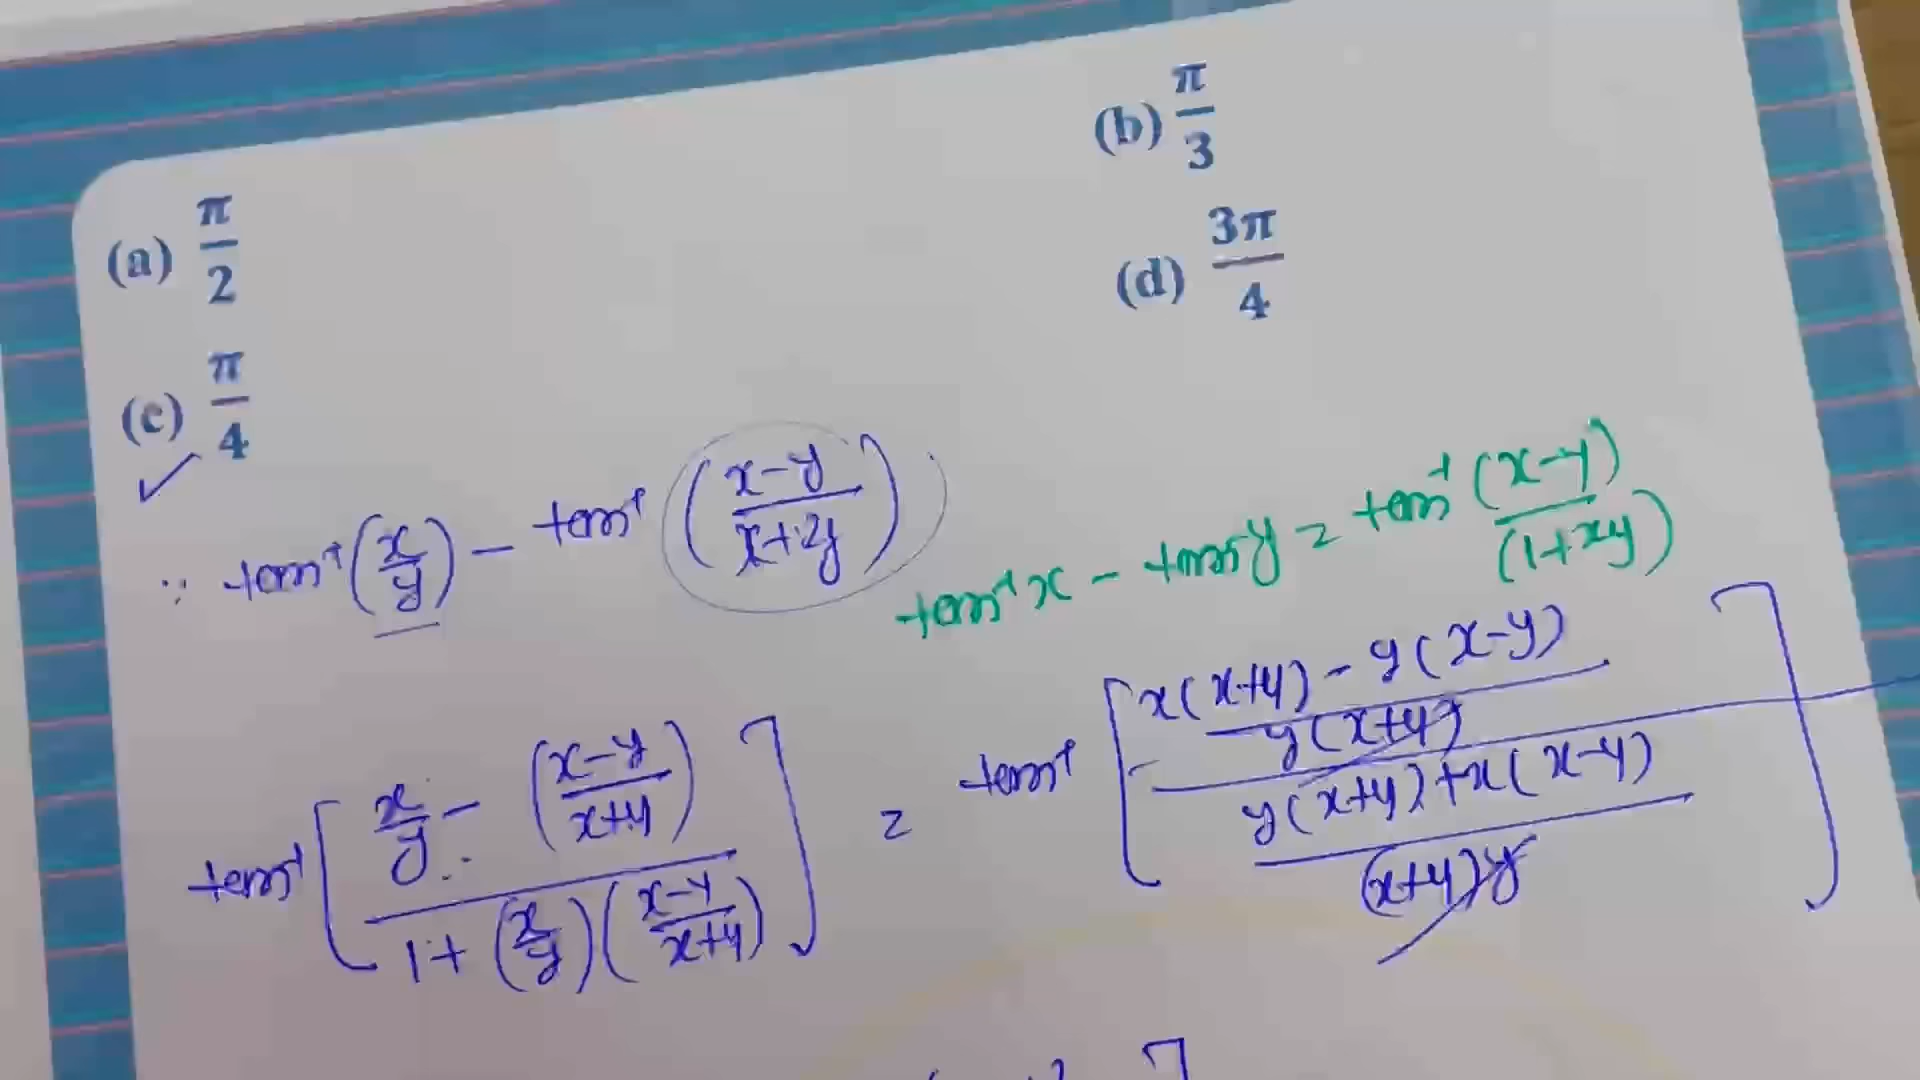 (a) π/2
(b) π/3
(c) π/4
(d) 3π/4
∵ tan⁻¹(x/y) − tan⁻¹((x−y)/(x+2y))
tan⁻¹x − tan⁻¹y = tan⁻¹((x−y)/(1+xy))
tan⁻¹[(x/y − ((x−y)/(x+y)))/(1+(x/y)((x−y)/(x+y)))] = tan⁻¹[((x(x+y) − y(x−y))/(y(x+y)))/((y(x+y)+x(x−y))/((x+y)y))]